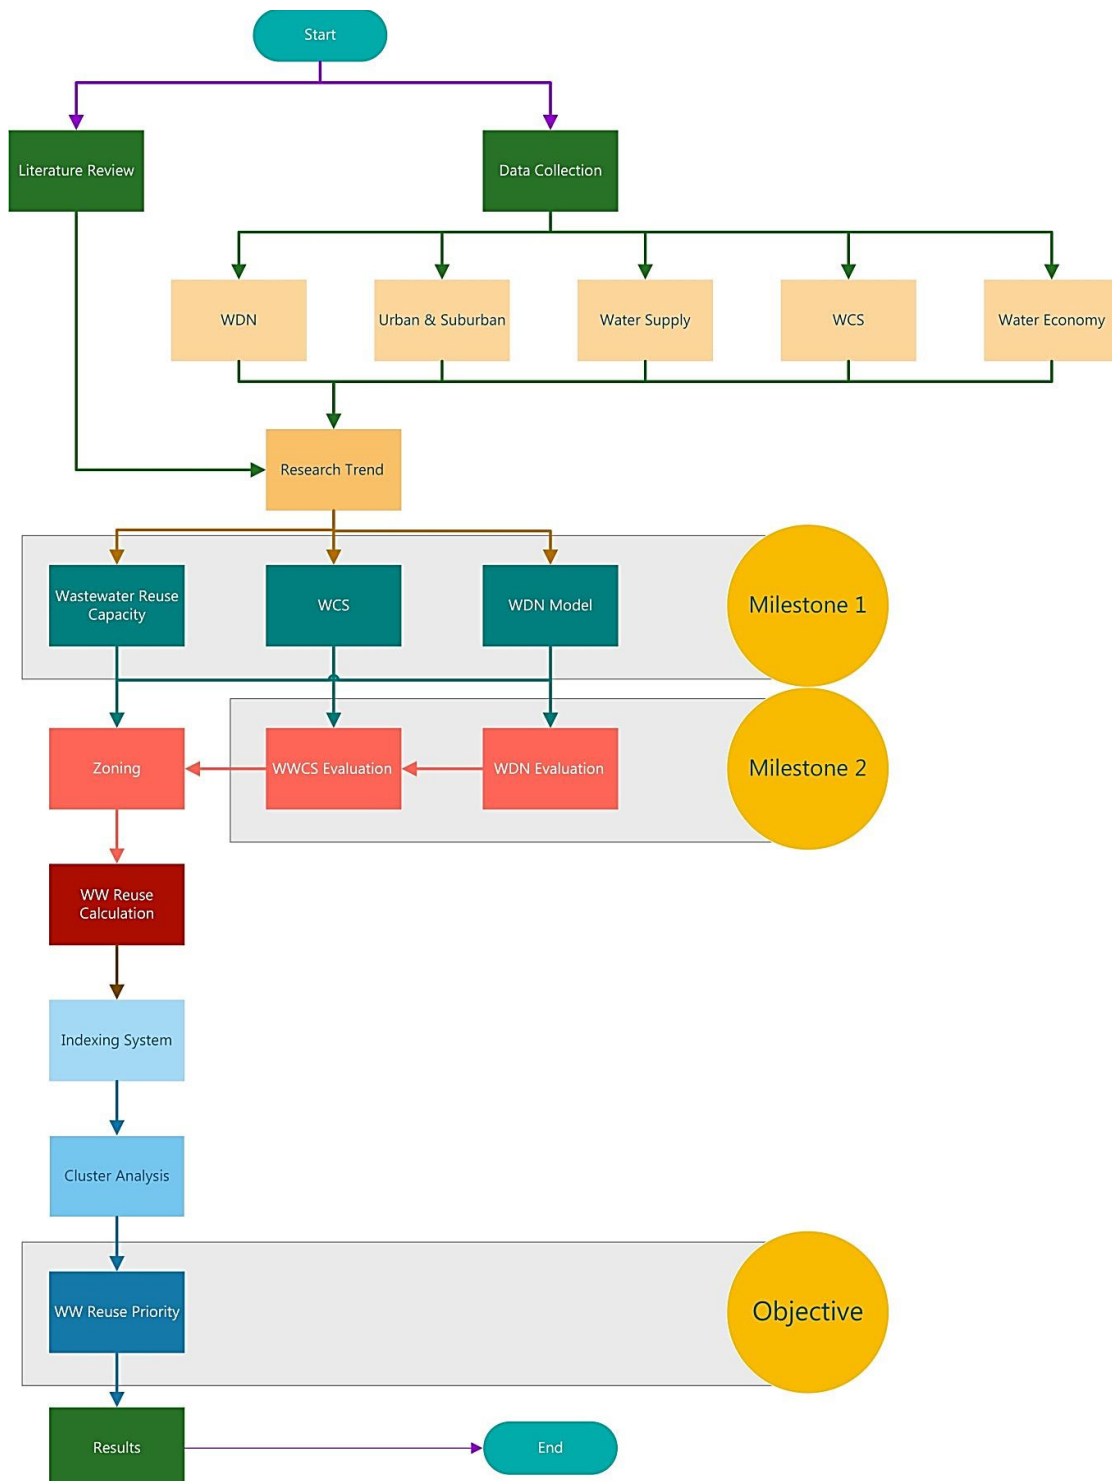 Start
Literature Review
Data Collection
WDN
Urban & Suburban
Water Supply
WCS
Water Economy
Research Trend
Wastewater Reuse
Capacity
WCS
WDN Model
Milestone 1
Zoning
WWCS Evaluation
WDN Evaluation
Milestone 2
WW Reuse
Calculation
Indexing System
Cluster Analysis
WW Reuse Priority
Objective
Results
End